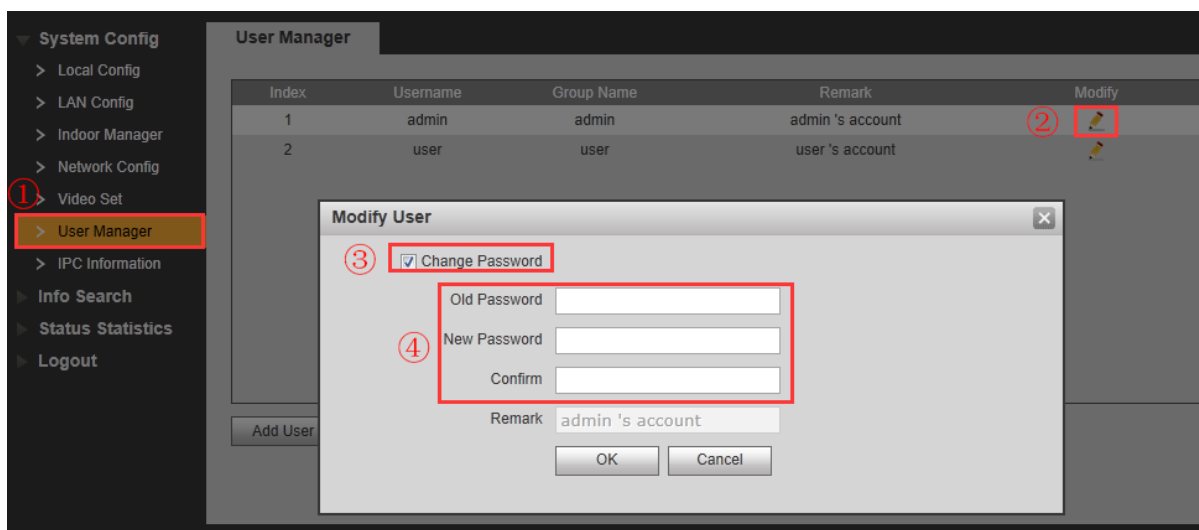 System Config
Local Config
LAN Config
Indoor Manager
Network Config
① Video Set
User Manager
IPC Information
Info Search
Status Statistics
Logout
User Manager
Index Username Group Name Remark Modify
1 admin admin admin 's account ②
2 user user user 's account
Modify User
③ Change Password
Old Password
④ New Password
Confirm
Remark admin 's account
OK Cancel
Add User